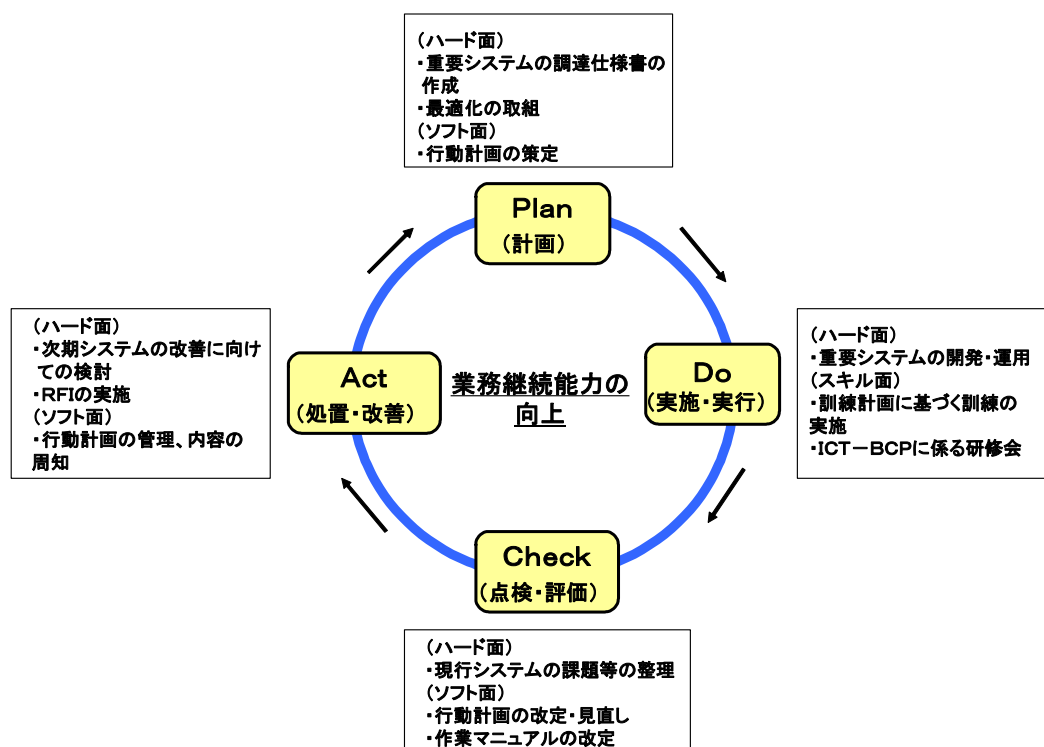 (ハード面)
・重要システムの調達仕様書の
作成
・最適化の取組
(ソフト面)
・行動計画の策定
Ｐｌａｎ
(計画)
(ハード面)
・次期システムの改善に向け
ての検討
・ＲＦＩの実施
(ソフト面)
・行動計画の管理、内容の
周知
Ａｃｔ
(処置・改善)
業務継続能力の
向上
Ｄｏ
(実施・実行)
(ハード面)
・重要システムの開発・運用
(スキル面)
・訓練計画に基づく訓練の
実施
・ＩＣＴ－ＢＣＰに係る研修会
Ｃｈｅｃｋ
(点検・評価)
(ハード面)
・現行システムの課題等の整理
(ソフト面)
・行動計画の改定・見直し
・作業マニュアルの改定